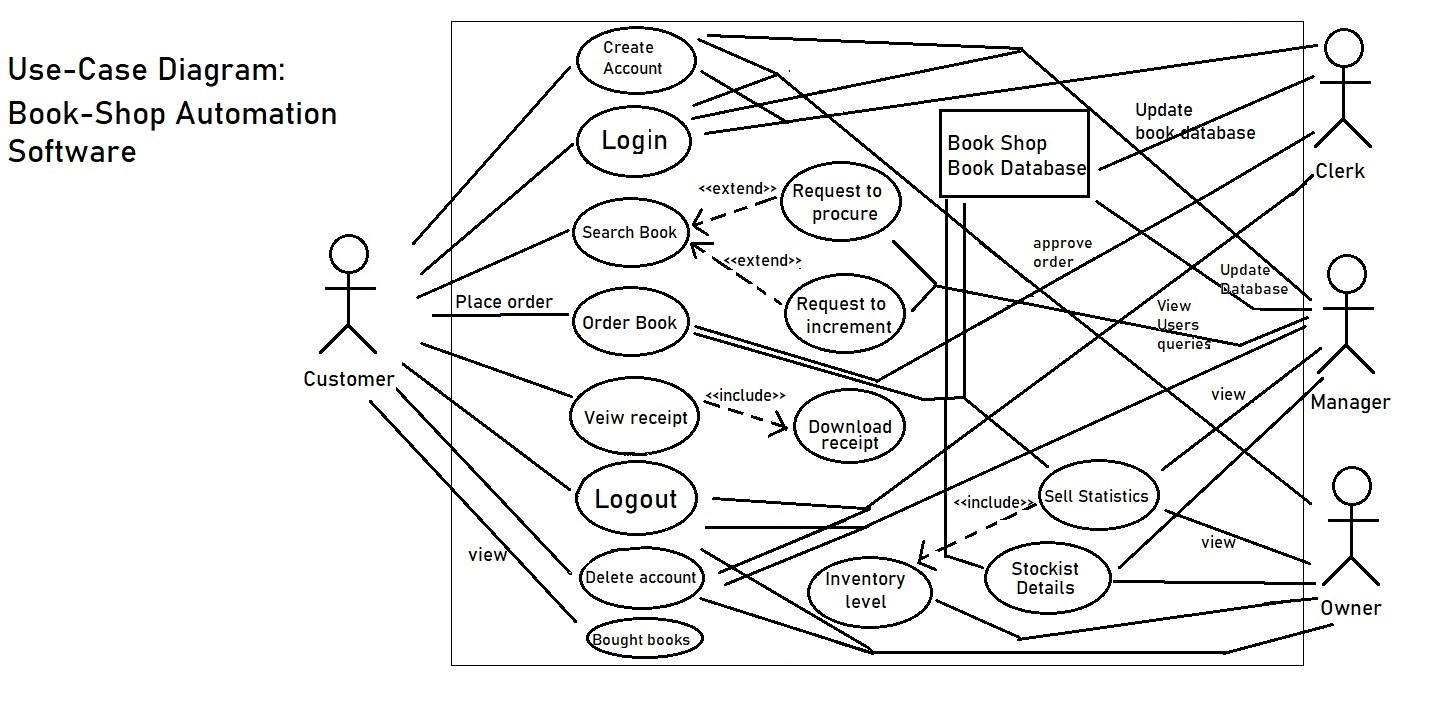 Use-Case Diagram:
Book-Shop Automation
Software
Customer
Place order
view
Create
Account
Login
Search Book
Order Book
Veiw receipt
Logout
Delete account
Bought books
<<extend>>
Request to
procure
<<extend>>
Request to
increment
<<include>>
Download
receipt
Book Shop
Book Database
Update
book database
approve
order
Update
Database
View
Users
queries
view
<<include>>
Sell Statistics
view
Inventory
level
Stockist
Details
Clerk
Manager
Owner